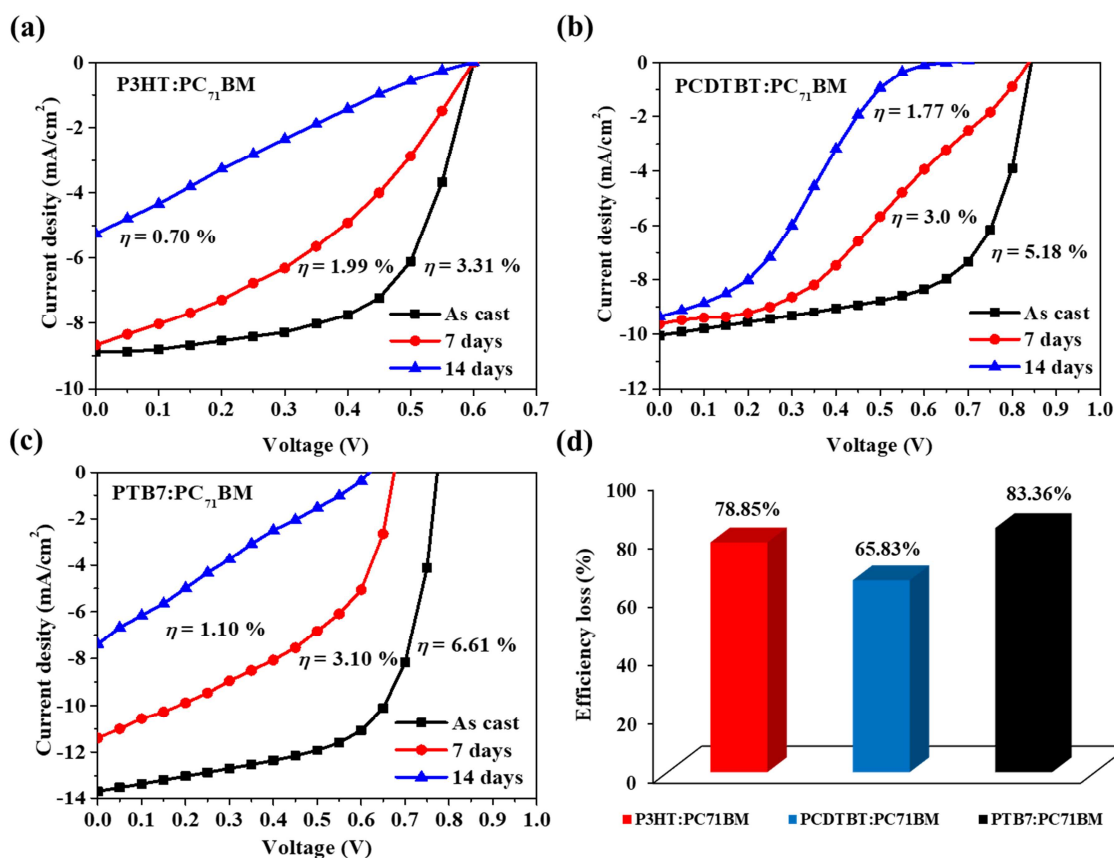 (a)
P3HT:PC71BM
η = 0.70 %
η = 1.99 %
η = 3.31 %
As cast
7 days
14 days
0
-2
-4
-6
-8
-10
Current desity (mA/cm²)
0.0 0.1 0.2 0.3 0.4 0.5 0.6 0.7
Voltage (V)
(b)
PCDTBT:PC71BM
η = 1.77 %
η = 3.0 %
η = 5.18 %
As cast
7 days
14 days
0
-2
-4
-6
-8
-10
-12
Current desity (mA/cm²)
0.0 0.1 0.2 0.3 0.4 0.5 0.6 0.7 0.8 0.9 1.0
Voltage (V)
(c)
PTB7:PC71BM
η = 1.10 %
η = 3.10 %
η = 6.61 %
As cast
7 days
14 days
0
-2
-4
-6
-8
-10
-12
-14
Current desity (mA/cm²)
0.0 0.1 0.2 0.3 0.4 0.5 0.6 0.7 0.8 0.9 1.0
Voltage (V)
(d)
100
80
60
40
20
0
Efficiency loss (%)
78.85%
65.83%
83.36%
P3HT:PC71BM PCDTBT:PC71BM PTB7:PC71BM